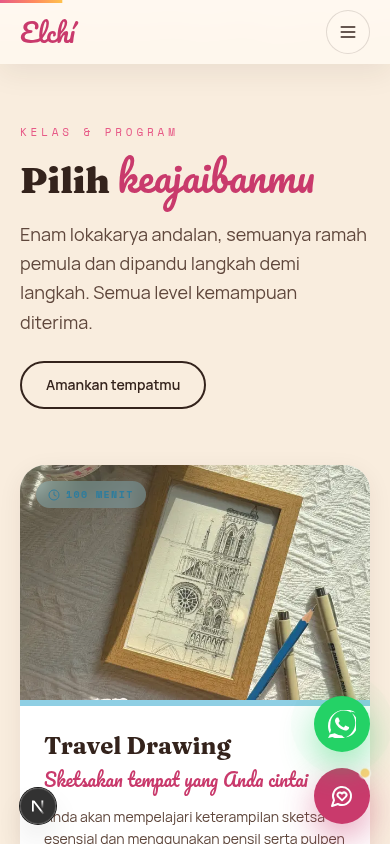 Elchí
KELAS & PROGRAM
Pilih keajaibanmu
Enam lokakarya andalan, semuanya ramah
pemula dan dipandu langkah demi
langkah. Semua level kemampuan
diterima.
Amankan tempatmu
100 MENIT
Travel Drawing
Sketsakan tempat yang Anda cintai
N
Anda akan mempelajari keterampilan sketsa
esensial dan menggunakan pensil serta pulpen